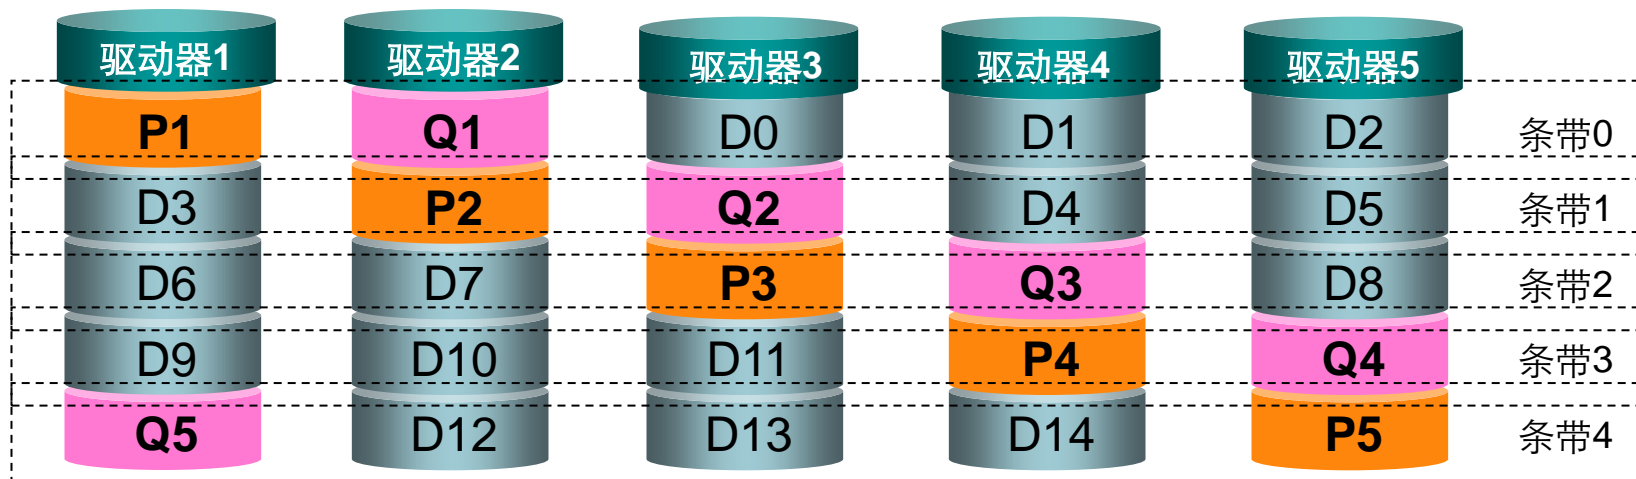 驱动器1 驱动器2 驱动器3 驱动器4 驱动器5
P1 Q1 D0 D1 D2 条带0
D3 P2 Q2 D4 D5 条带1
D6 D7 P3 Q3 D8 条带2
D9 D10 D11 P4 Q4 条带3
Q5 D12 D13 D14 P5 条带4